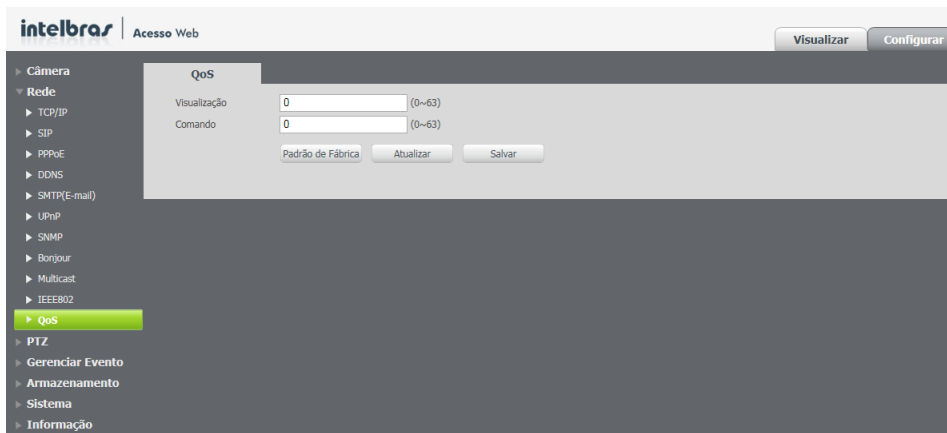 intelbras Acesso Web
Visualizar Configurar
Câmera
Rede
TCP/IP
SIP
PPPoE
DDNS
SMTP(E-mail)
UPnP
SNMP
Bonjour
Multicast
IEEE802
QoS
PTZ
Gerenciar Evento
Armazenamento
Sistema
Informação
QoS
Visualização 0 (0~63)
Comando 0 (0~63)
Padrão de Fábrica Atualizar Salvar